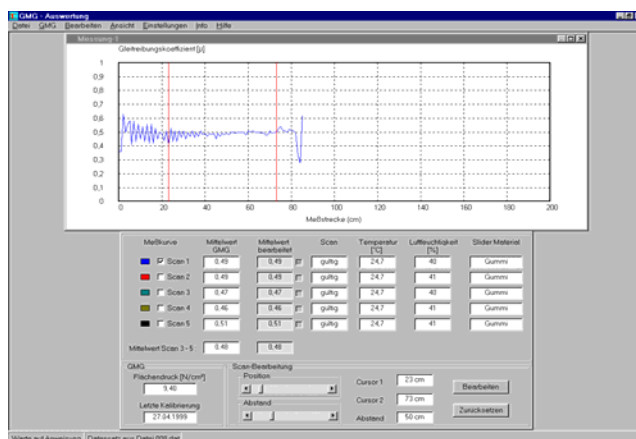 GMG - Auswertung
Datei GMG Bearbeiten Ansicht Einstellungen Info Hilfe
Messung-1
Gleitreibungskoeffizient [µ]
1
0,9
0,8
0,7
0,6
0,5
0,4
0,3
0,2
0,1
0
0 20 40 60 80 100 120 140 160 180 200
Meßstrecke (cm)
Meßkurve Mittelwert GMG Mittelwert bearbeitet Scan Temperatur [°C] Luftfeuchtigkeit [%] Slider Material
Scan 1 0,49 0,49 gültig 24,7 40 Gummi
Scan 2 0,49 0,49 gültig 24,7 41 Gummi
Scan 3 0,47 0,47 gültig 24,7 40 Gummi
Scan 4 0,46 0,46 gültig 24,7 41 Gummi
Scan 5 0,51 0,51 gültig 24,7 41 Gummi
Mittelwert Scan 3 - 5 : 0,48 0,48
GMG
Flächendruck [N/cm²]
9,40
Letzte Kalibrierung
27.04.1999
Scan-Bearbeitung
Position
Abstand
Cursor 1 23 cm
Cursor 2 73 cm
Abstand 50 cm
Bearbeiten
Zurücksetzen
Warte auf Anweisung Datensatz aus Datei